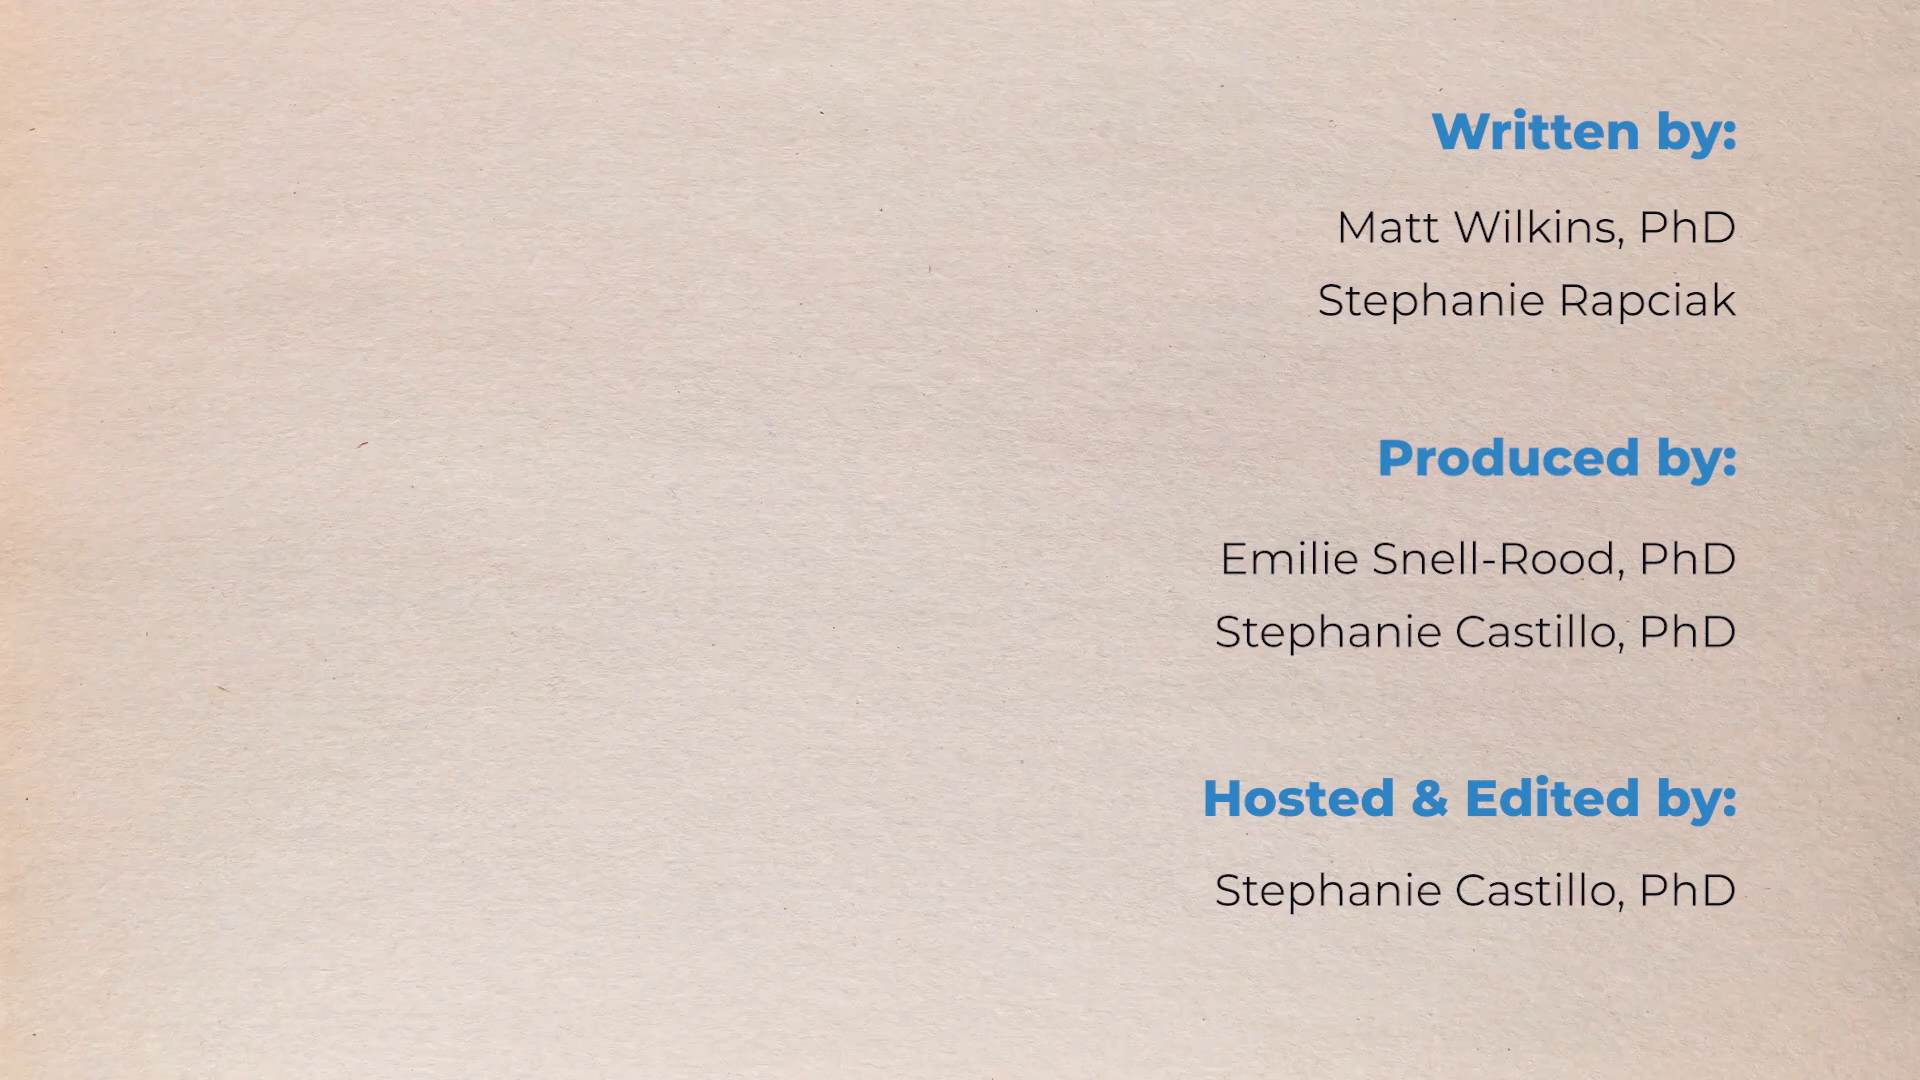 Written by:
Matt Wilkins, PhD
Stephanie Rapciak
Produced by:
Emilie Snell-Rood, PhD
Stephanie Castillo, PhD
Hosted & Edited by:
Stephanie Castillo, PhD